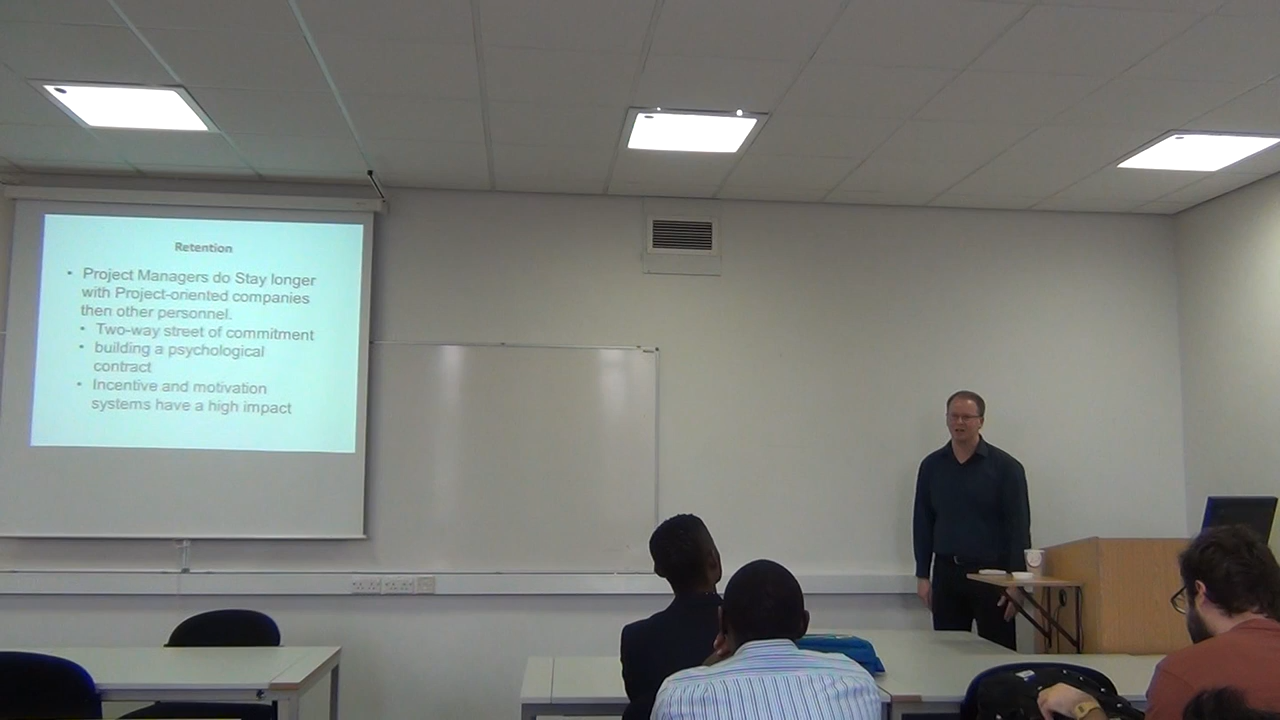 Retention
• Project Managers do Stay longer
with Project-oriented companies
then other personnel.
• Two-way street of commitment
• building a psychological
contract
• Incentive and motivation
systems have a high impact